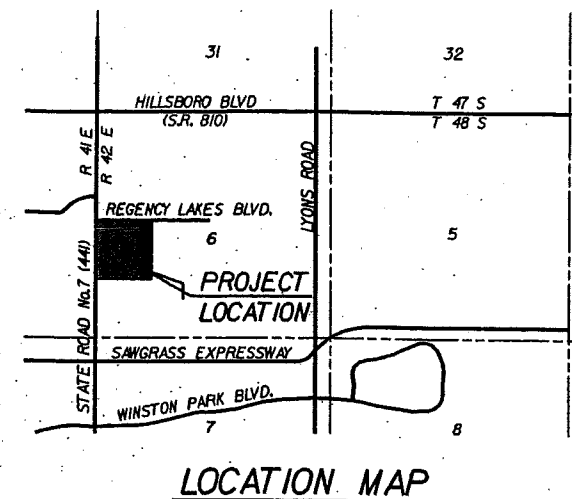 31
32
HILLSBORO BLVD
(S.R. 810)
T 47 S
T 48 S
R 41 E
R 42 E
LYONS ROAD
REGENCY LAKES BLVD.
6
5
PROJECT
LOCATION
STATE ROAD No.7 (441)
SAWGRASS EXPRESSWAY
WINSTON PARK BLVD.
7
8
LOCATION MAP